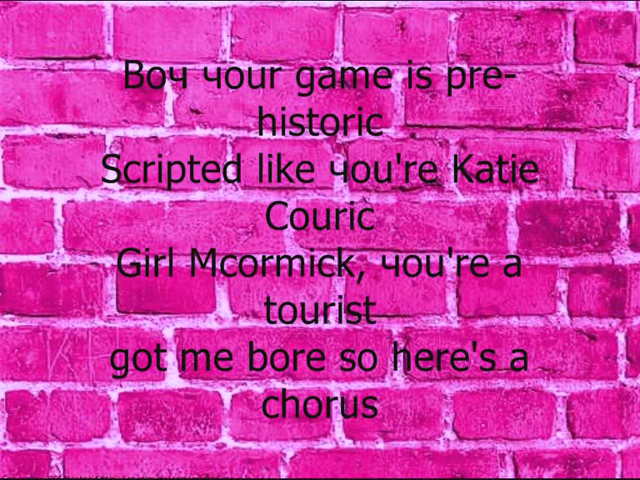 Boч чour game is pre-
historic
Scripted like чou're Katie
Couric
Girl Mcormick, чou're a
tourist
got me bore so here's a
chorus